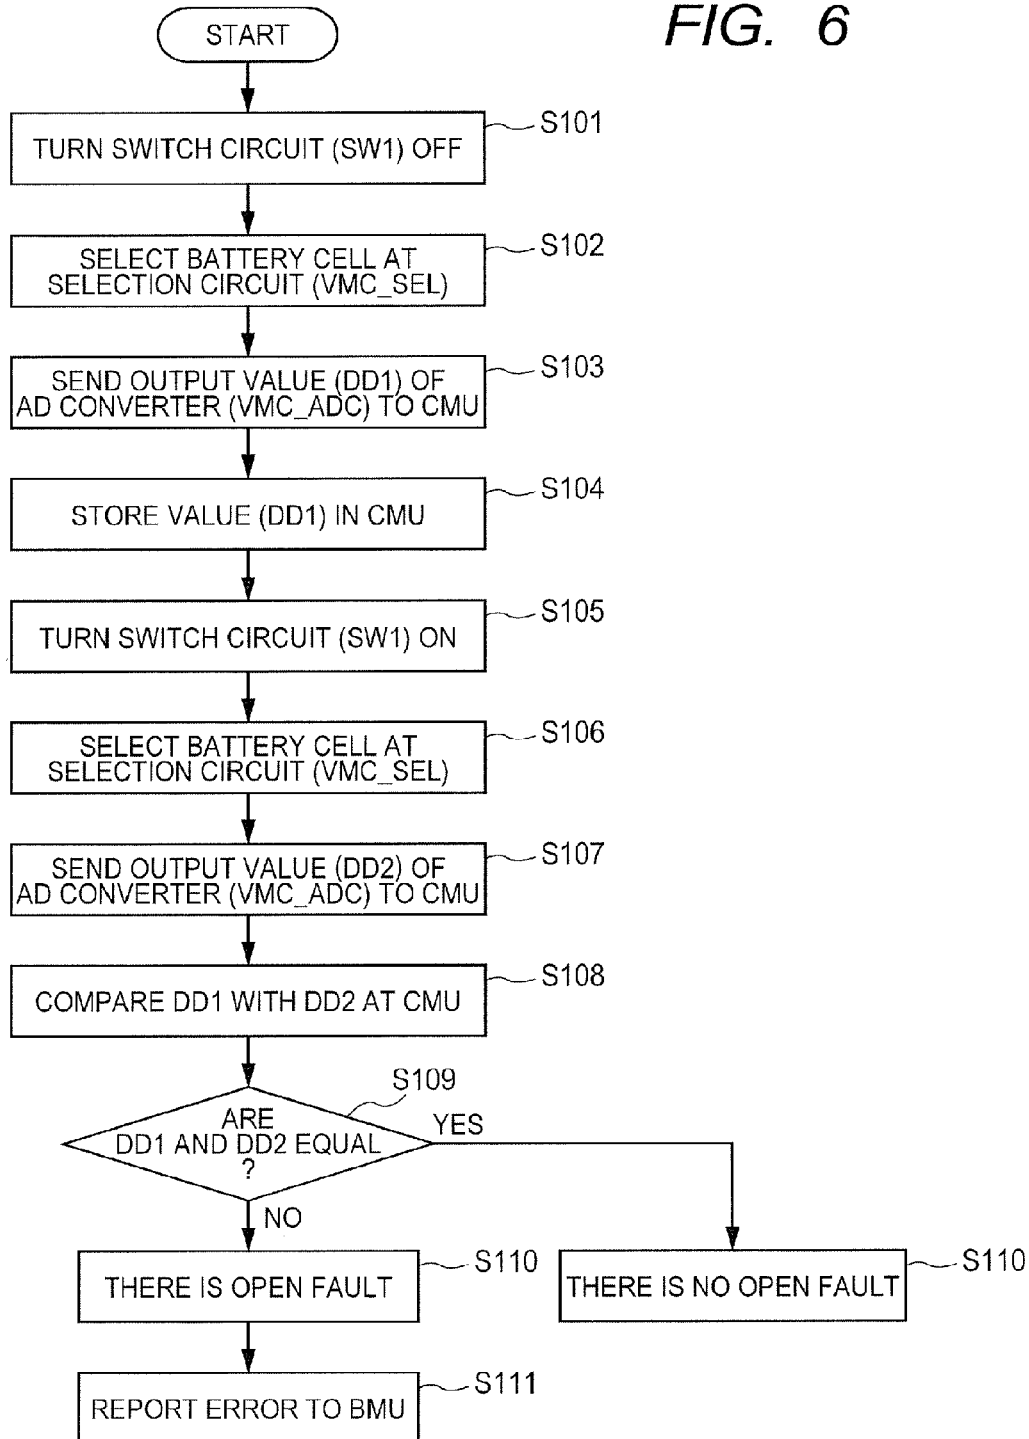 FIG. 6
START
S101
TURN SWITCH CIRCUIT (SW1) OFF
S102
SELECT BATTERY CELL AT
SELECTION CIRCUIT (VMC_SEL)
S103
SEND OUTPUT VALUE (DD1) OF
AD CONVERTER (VMC_ADC) TO CMU
S104
STORE VALUE (DD1) IN CMU
S105
TURN SWITCH CIRCUIT (SW1) ON
S106
SELECT BATTERY CELL AT
SELECTION CIRCUIT (VMC_SEL)
S107
SEND OUTPUT VALUE (DD2) OF
AD CONVERTER (VMC_ADC) TO CMU
S108
COMPARE DD1 WITH DD2 AT CMU
S109
ARE
DD1 AND DD2 EQUAL
?
YES
NO
S110
THERE IS OPEN FAULT
S110
THERE IS NO OPEN FAULT
S111
REPORT ERROR TO BMU